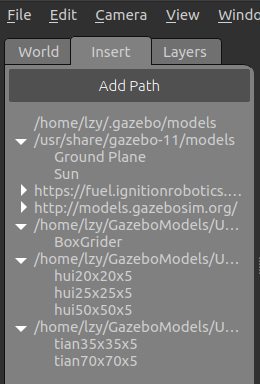 File Edit Camera View Windo
World Insert Layers
Add Path
/home/lzy/.gazebo/models
/usr/share/gazebo-11/models
Ground Plane
Sun
https://fuel.ignitionrobotics....
http://models.gazebosim.org/
/home/lzy/GazeboModels/U...
BoxGrider
/home/lzy/GazeboModels/U...
hui20x20x5
hui25x25x5
hui50x50x5
/home/lzy/GazeboModels/U...
tian35x35x5
tian70x70x5